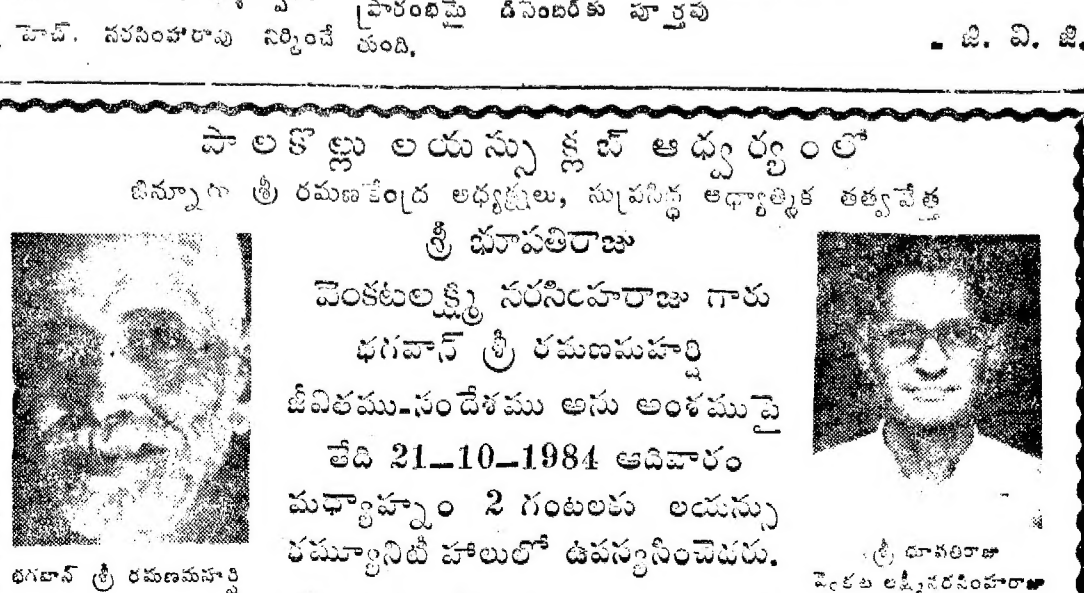 ప్రారంభమై డిసెంబర్‌కు పూర్తవు
హెచ్. నరసింహారావు నిర్మించే
తుంది.
- జి. వి. జి.
పాలకొల్లు లయన్సు క్లబ్ ఆధ్వర్యంలో
జిన్నూరు శ్రీ రమణకేంద్ర అధ్యక్షులు, సుప్రసిద్ధ ఆధ్యాత్మిక తత్వవేత్త
శ్రీ భూపతిరాజు
వెంకటలక్ష్మీ నరసింహరాజు గారు
భగవాన్ శ్రీ రమణమహర్షి
జీవితము-సందేశము అను అంశముపై
తేది 21-10-1984 ఆదివారం
మధ్యాహ్నం 2 గంటలకు లయన్సు
కమ్యూనిటీ హాలులో ఉపన్యసించెదరు.
భగవాన్ శ్రీ రమణమహర్షి
శ్రీ భూపతిరాజు
వెంకట లక్ష్మీనరసింహరాజు